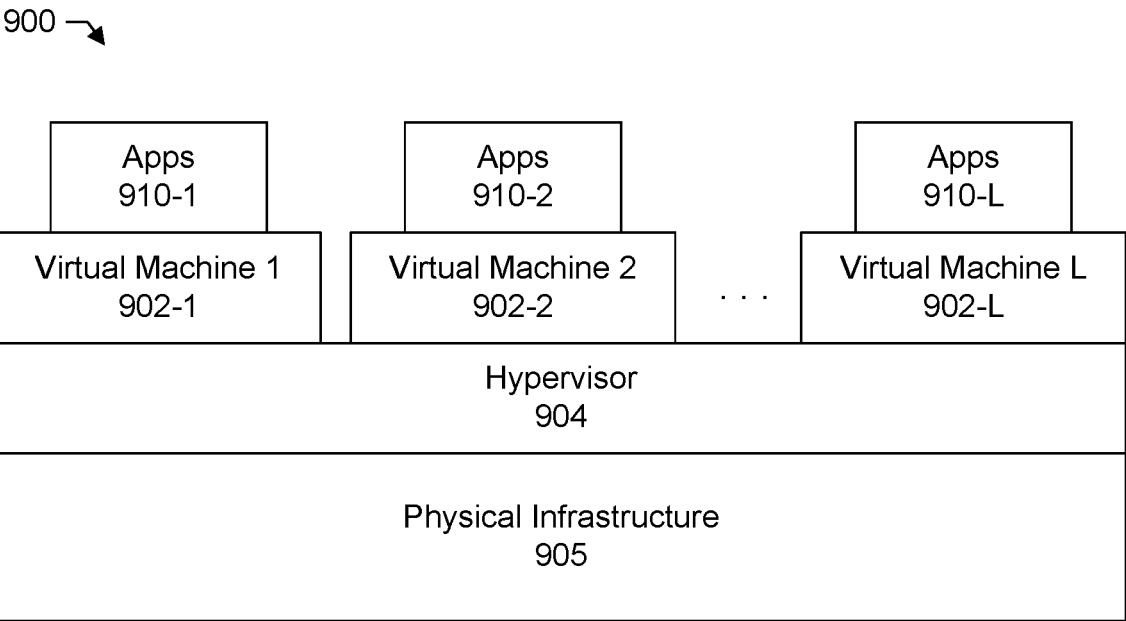 900
Apps
910-1
Apps
910-2
Apps
910-L
Virtual Machine 1
902-1
Virtual Machine 2
902-2
. . .
Virtual Machine L
902-L
Hypervisor
904
Physical Infrastructure
905